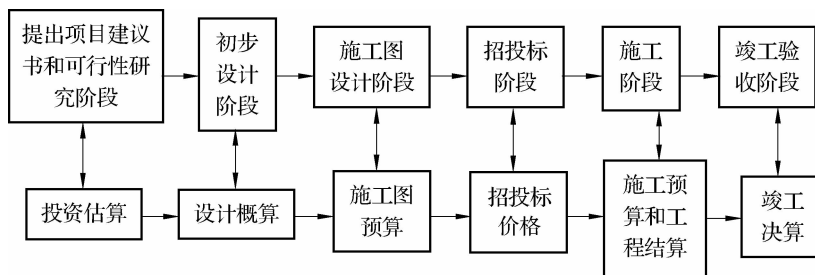 提出项目建议
书和可行性研
究阶段
初步
设计
阶段
施工图
设计阶段
招投标
阶段
施工
阶段
竣工验
收阶段
投资估算
设计概算
施工图
预算
招投标
价格
施工预
算和工
程结算
竣工
决算